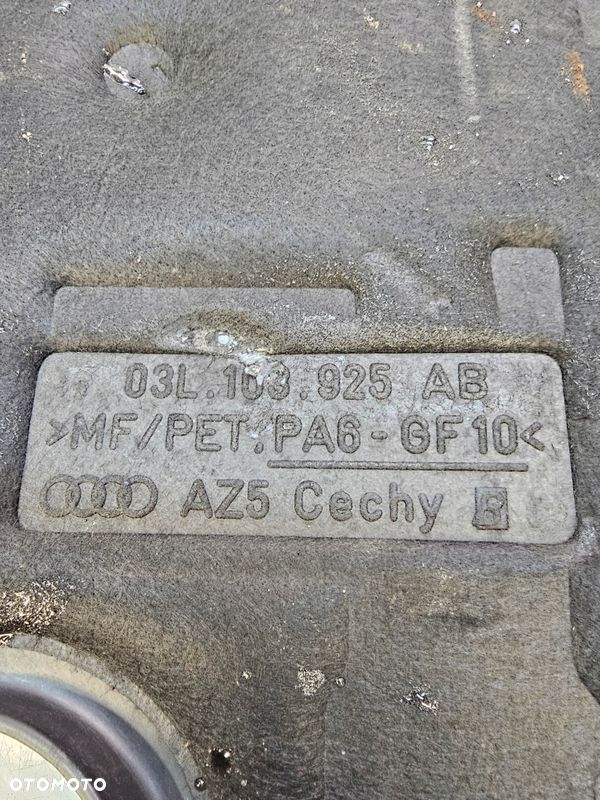 03L.103.925 AB
>MF/PET.PA6-GF10<
AZ5 Cechy R
OTOMOTO